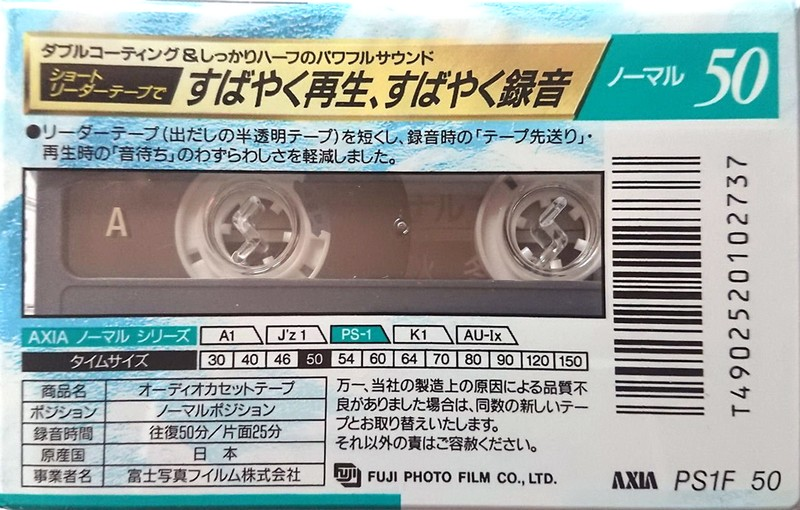 ダブルコーティング&しっかりハーフのパワフルサウンド
ショート
リーダーテープで
すばやく再生、すばやく録音
ノーマル 50
●リーダーテープ(出だしの半透明テープ)を短くし、録音時の「テープ先送り」・
再生時の「音待ち」のわずらわしさを軽減しました。
A
T4902520102737
AXIA ノーマル シリーズ A1 J'z 1 PS-1 K1 AU-Ix
タイムサイズ 30 40 46 50 54 60 64 70 80 90 120 150
商品名 オーディオカセットテープ
ポジション ノーマルポジション
録音時間 往復50分/片面25分
原産国 日本
事業者名 富士写真フイルム株式会社
万一、当社の製造上の原因による品質不
良がありました場合は、同数の新しいテー
プとお取り替えいたします。
それ以外の責はご容赦ください。
FUJI PHOTO FILM CO., LTD.
AXIA PS1F 50